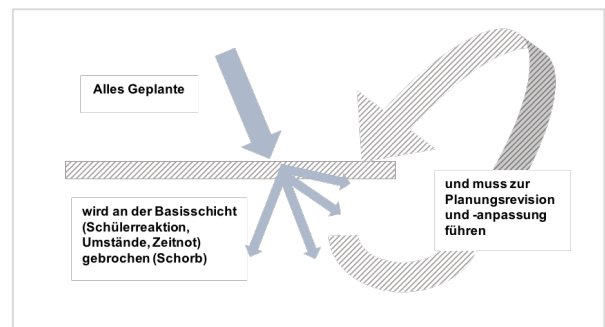 Alles Geplante
wird an der Basisschicht
(Schülerreaktion,
Umstände, Zeitnot)
gebrochen (Schorb)
und muss zur
Planungsrevision
und -anpassung
führen